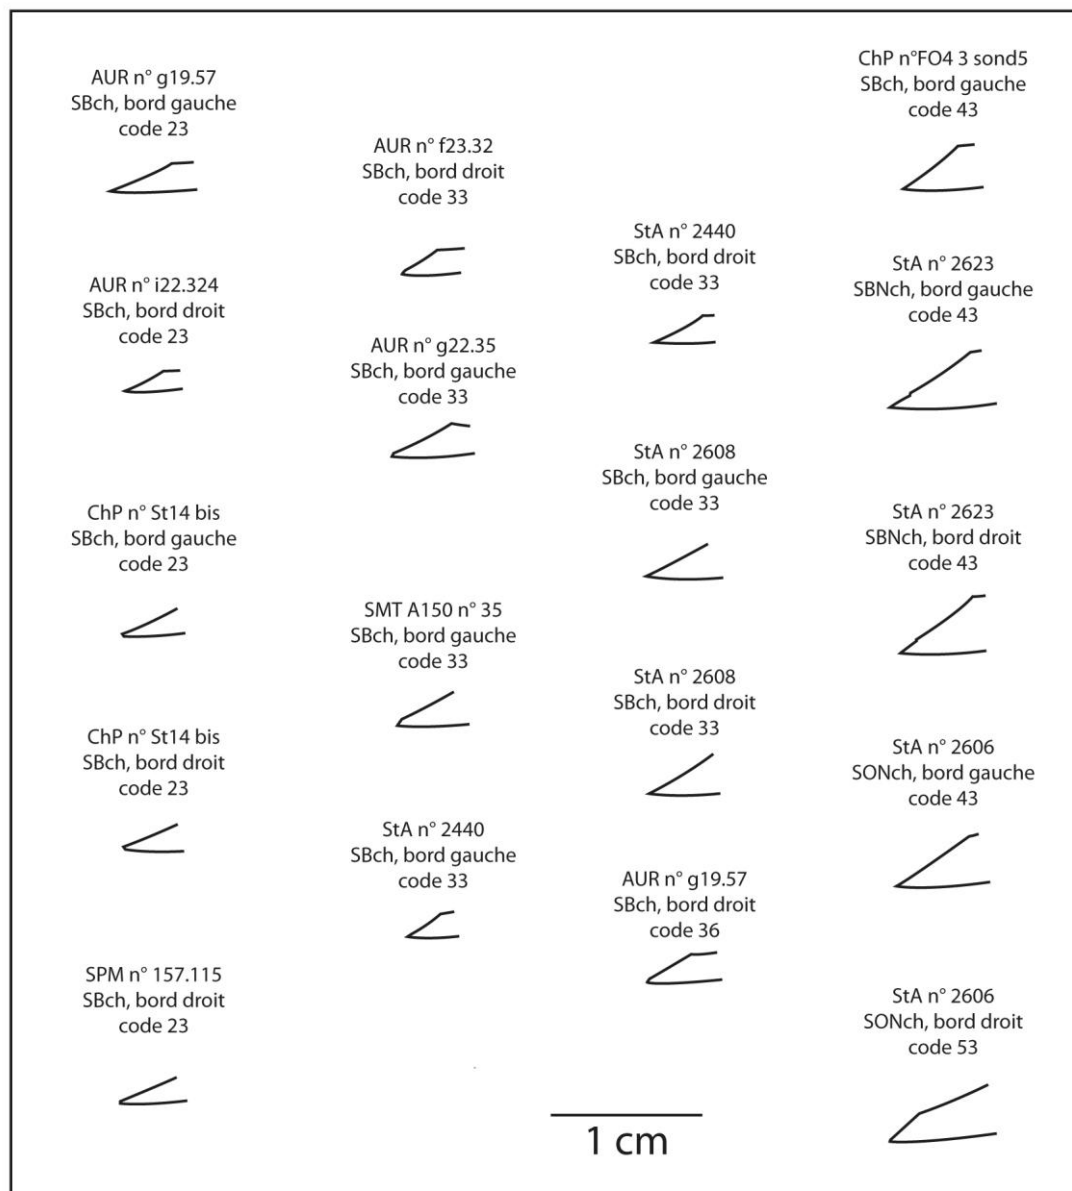 AUR n° g19.57
SBch, bord gauche
code 23
AUR n° i22.324
SBch, bord droit
code 23
ChP n° St14 bis
SBch, bord gauche
code 23
ChP n° St14 bis
SBch, bord droit
code 23
SPM n° 157.115
SBch, bord droit
code 23
AUR n° f23.32
SBch, bord droit
code 33
AUR n° g22.35
SBch, bord gauche
code 33
SMT A150 n° 35
SBch, bord gauche
code 33
StA n° 2440
SBch, bord gauche
code 33
StA n° 2440
SBch, bord droit
code 33
StA n° 2608
SBch, bord gauche
code 33
StA n° 2608
SBch, bord droit
code 33
AUR n° g19.57
SBch, bord droit
code 36
ChP n°FO4 3 sond5
SBch, bord gauche
code 43
StA n° 2623
SBNch, bord gauche
code 43
StA n° 2623
SBNch, bord droit
code 43
StA n° 2606
SONch, bord gauche
code 43
StA n° 2606
SONch, bord droit
code 53
1 cm